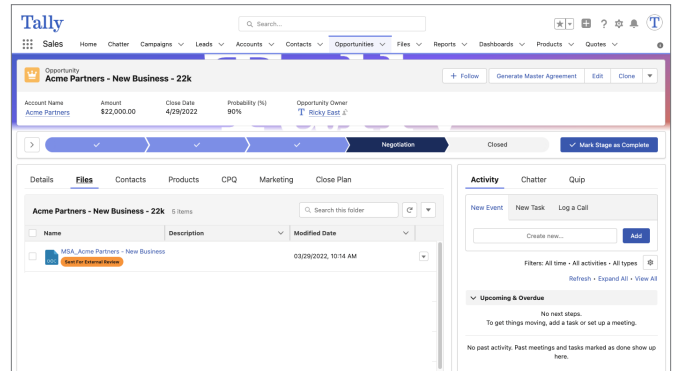 Tally
Search...
Sales Home Chatter Campaigns Leads Accounts Contacts Opportunities Files Reports Dashboards Products Quotes
Opportunity
Acme Partners - New Business - 22k
+ Follow Generate Master Agreement Edit Clone
Account Name Amount Close Date Probability (%) Opportunity Owner
Acme Partners $22,000.00 4/29/2022 90% T Ricky East
Negotiation Closed Mark Stage as Complete
Details Files Contacts Products CPQ Marketing Close Plan
Acme Partners - New Business - 22k 5 items Search this folder
Name Description Modified Date
MSA_Acme Partners - New Business 03/29/2022, 10:14 AM
DOC Sent For External Review
Activity Chatter Quip
New Event New Task Log a Call
Create new... Add
Filters: All time • All activities • All types
Refresh • Expand All • View All
Upcoming & Overdue
No next steps.
To get things moving, add a task or set up a meeting.
No past activity. Past meetings and tasks marked as done show up
here.